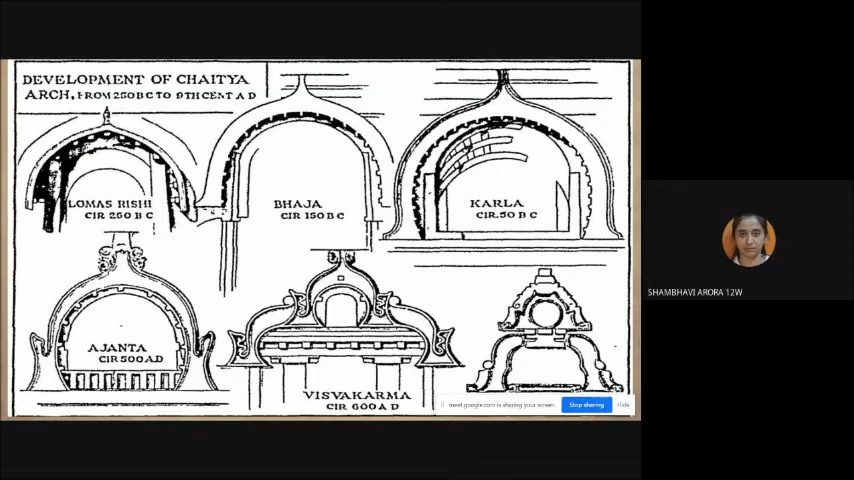 DEVELOPMENT OF CHAITYA
ARCH. FROM 250 B C TO 9TH CENT A D
LOMAS RISHI
CIR 250 B C
BHAJA
CIR 150 B C
KARLA
CIR. 50 B C
AJANTA
CIR 500 A.D
VISVAKARMA
CIR 600 A D
meet.google.com is sharing your screen.
Stop sharing
Hide
SHAMBHAVI ARORA 12W